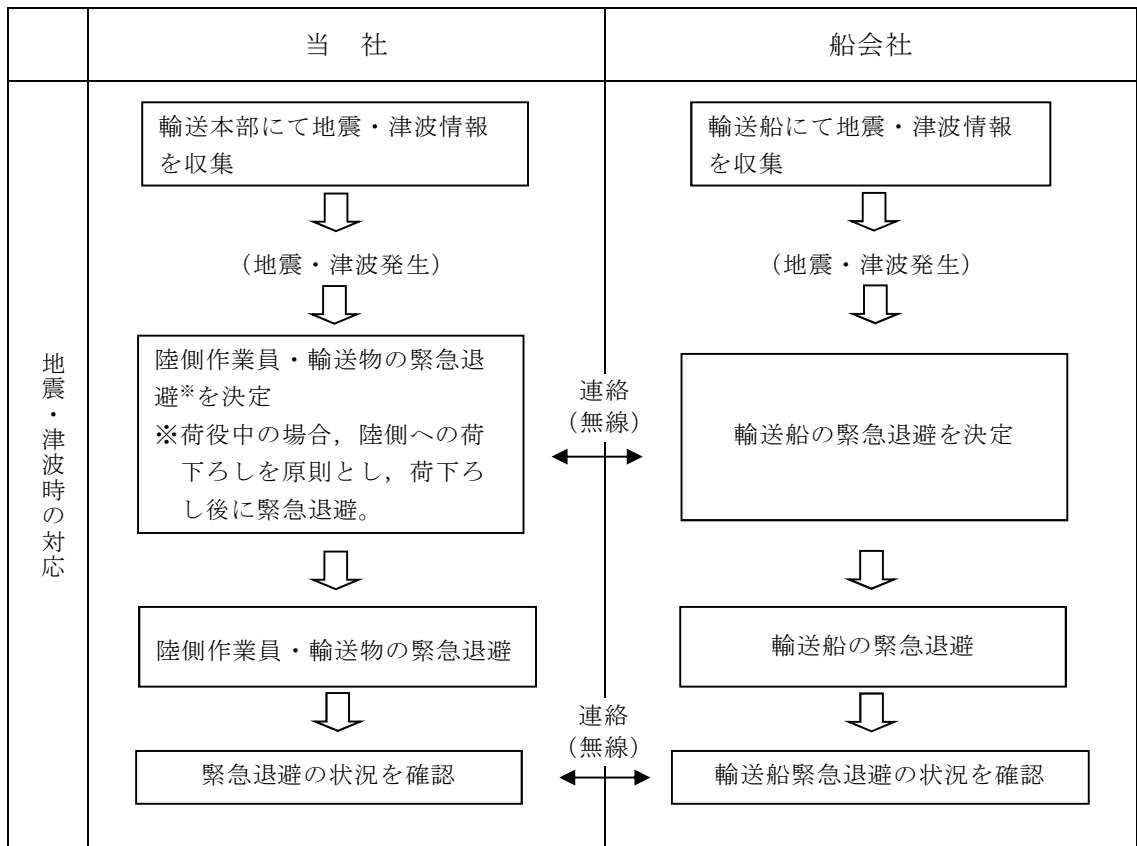 当　社
船会社
地震・津波時の対応
輸送本部にて地震・津波情報
を収集
（地震・津波発生）
陸側作業員・輸送物の緊急退
避※を決定
※荷役中の場合，陸側への荷
下ろしを原則とし，荷下ろ
し後に緊急退避。
陸側作業員・輸送物の緊急退避
緊急退避の状況を確認
連絡
（無線）
連絡
（無線）
輸送船にて地震・津波情報
を収集
（地震・津波発生）
輸送船の緊急退避を決定
輸送船の緊急退避
輸送船緊急退避の状況を確認